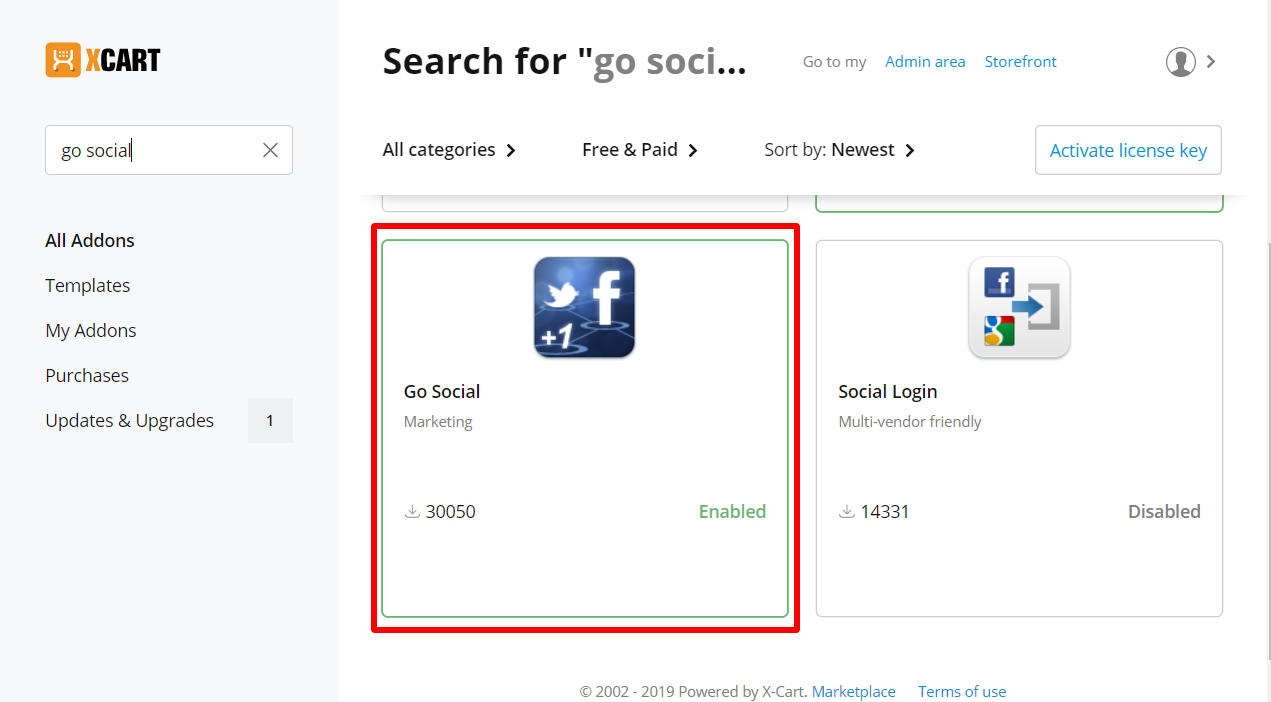 XCART
Search for "go soci...
Go to my Admin area Storefront
go social
All categories Free & Paid Sort by: Newest Activate license key
All Addons
Templates
My Addons
Purchases
Updates & Upgrades 1
f
+1
Go Social
Marketing
30050 Enabled
f
g
Social Login
Multi-vendor friendly
14331 Disabled
© 2002 - 2019 Powered by X-Cart. Marketplace Terms of use